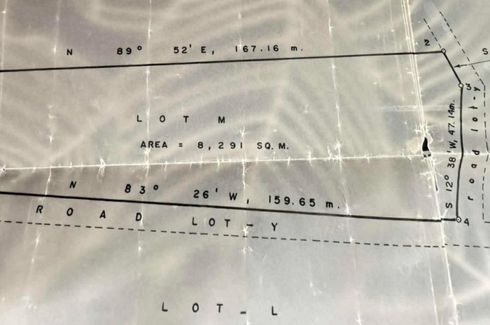 N 89° 52' E, 167.16 m.
2
S
3
LOT M
AREA = 8,291 SQ.M.
S 12° 38' W, 47.14m.
road lot-y
N 83° 26' W, 159.65 m.
4
ROAD LOT-Y
LOT-L